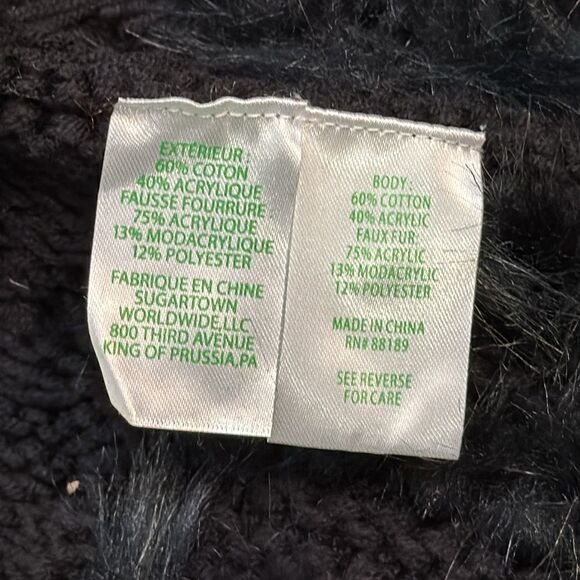 EXTÉRIEUR :
60% COTON
40% ACRYLIQUE
FAUSSE FOURRURE :
75% ACRYLIQUE
13% MODACRYLIQUE
12% POLYESTER
FABRIQUE EN CHINE
SUGARTOWN
WORLDWIDE, LLC
800 THIRD AVENUE
KING OF PRUSSIA,PA
BODY :
60% COTTON
40% ACRYLIC
FAUX FUR :
75% ACRYLIC
13% MODACRYLIC
12% POLYESTER
MADE IN CHINA
RN# 88189
SEE REVERSE
FOR CARE